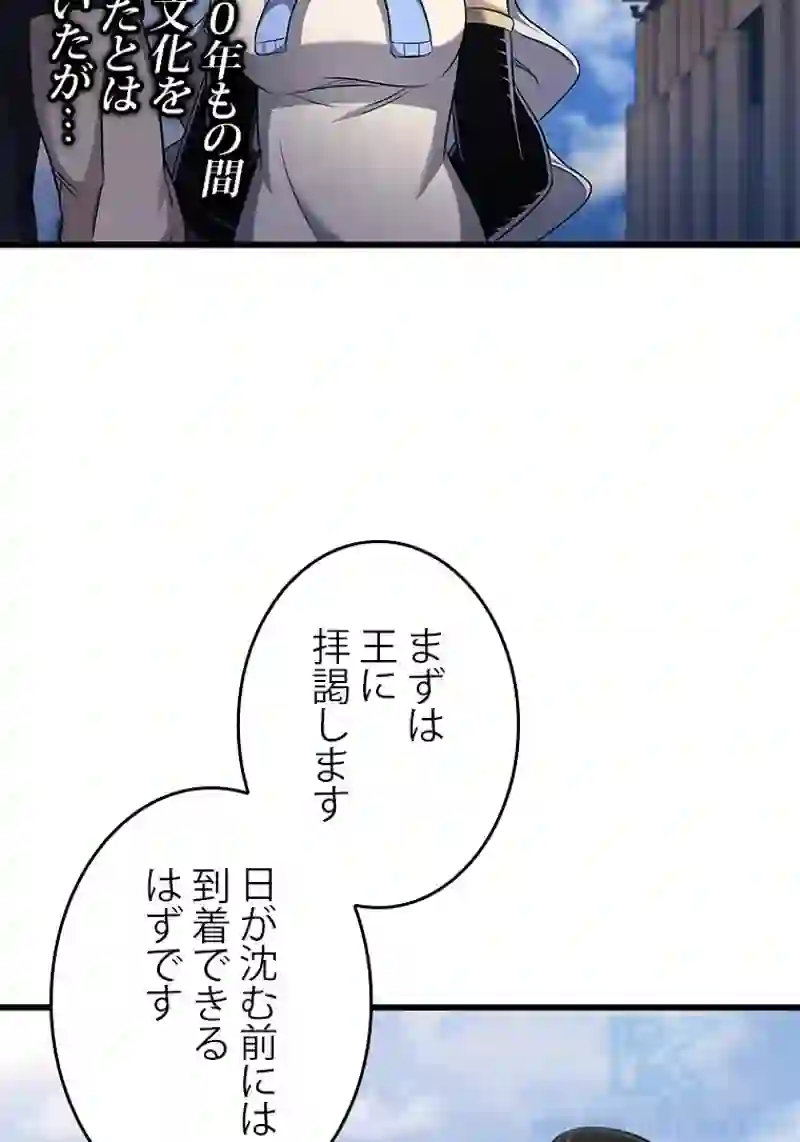 0年もの間
文化を
たとは
いたが…
まずは
王に
拝謁します
日が沈む前には
到着できる
はずです